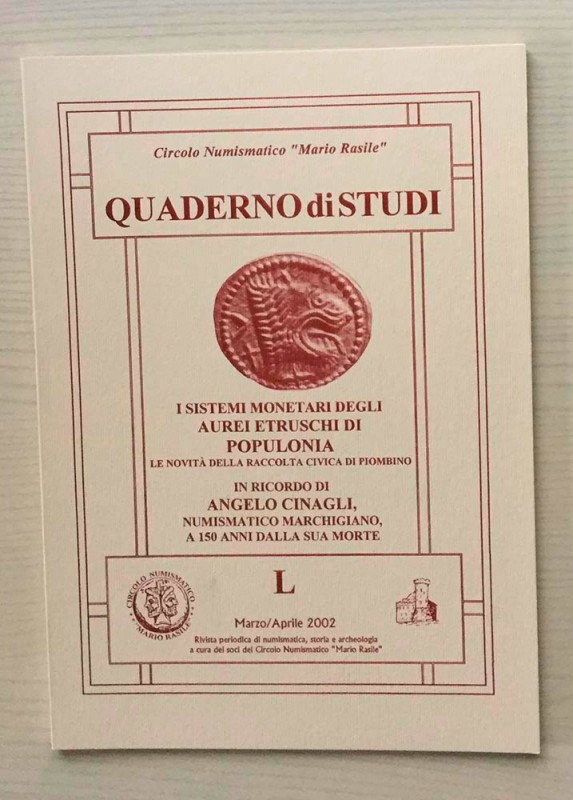 Circolo Numismatico "Mario Rasile"
QUADERNO di STUDI
I SISTEMI MONETARI DEGLI
AUREI ETRUSCHI DI
POPULONIA
LE NOVITÀ DELLA RACCOLTA CIVICA DI PIOMBINO
IN RICORDO DI
ANGELO CINAGLI,
NUMISMATICO MARCHIGIANO,
A 150 ANNI DALLA SUA MORTE
L
CIRCOLO NUMISMATICO
"MARIO RASILE"
Marzo/Aprile 2002
Rivista periodica di numismatica, storia e archeologia
a cura dei soci del Circolo Numismatico "Mario Rasile"